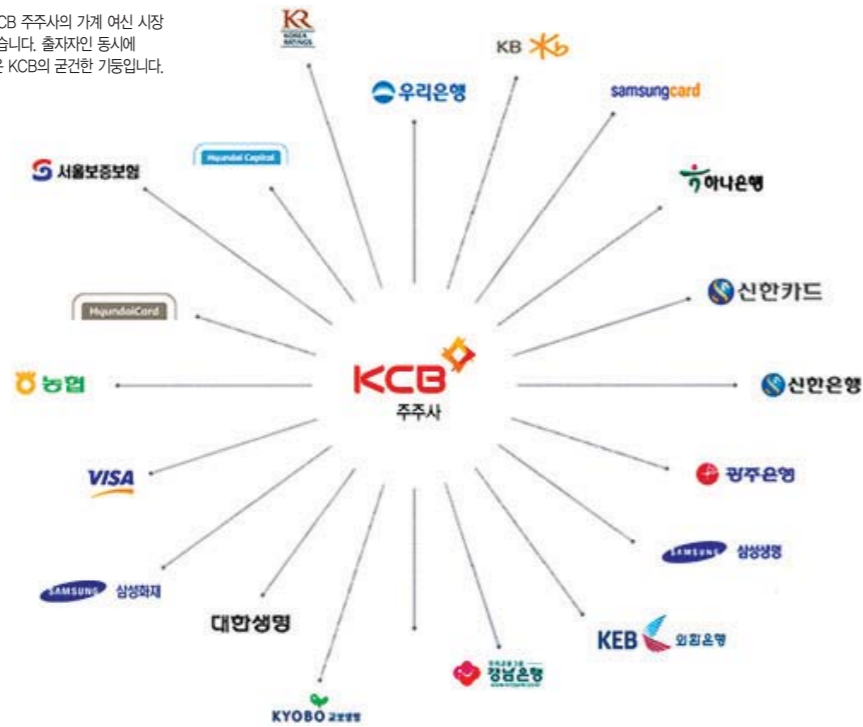 CB 주주사의 가계 여신 시장
습니다. 출자자인 동시에
은 KCB의 굳건한 기둥입니다.
KR
KOREA
RATINGS
KB
우리은행
samsungcard
Hyundai Capital
서울보증보험
하나은행
신한카드
HyundaiCard
KCB
주주사
농협
신한은행
VISA
광주은행
SAMSUNG 삼성생명
SAMSUNG 삼성화재
대한생명
KEB 외환은행
경남은행
KYOBO 교보생명